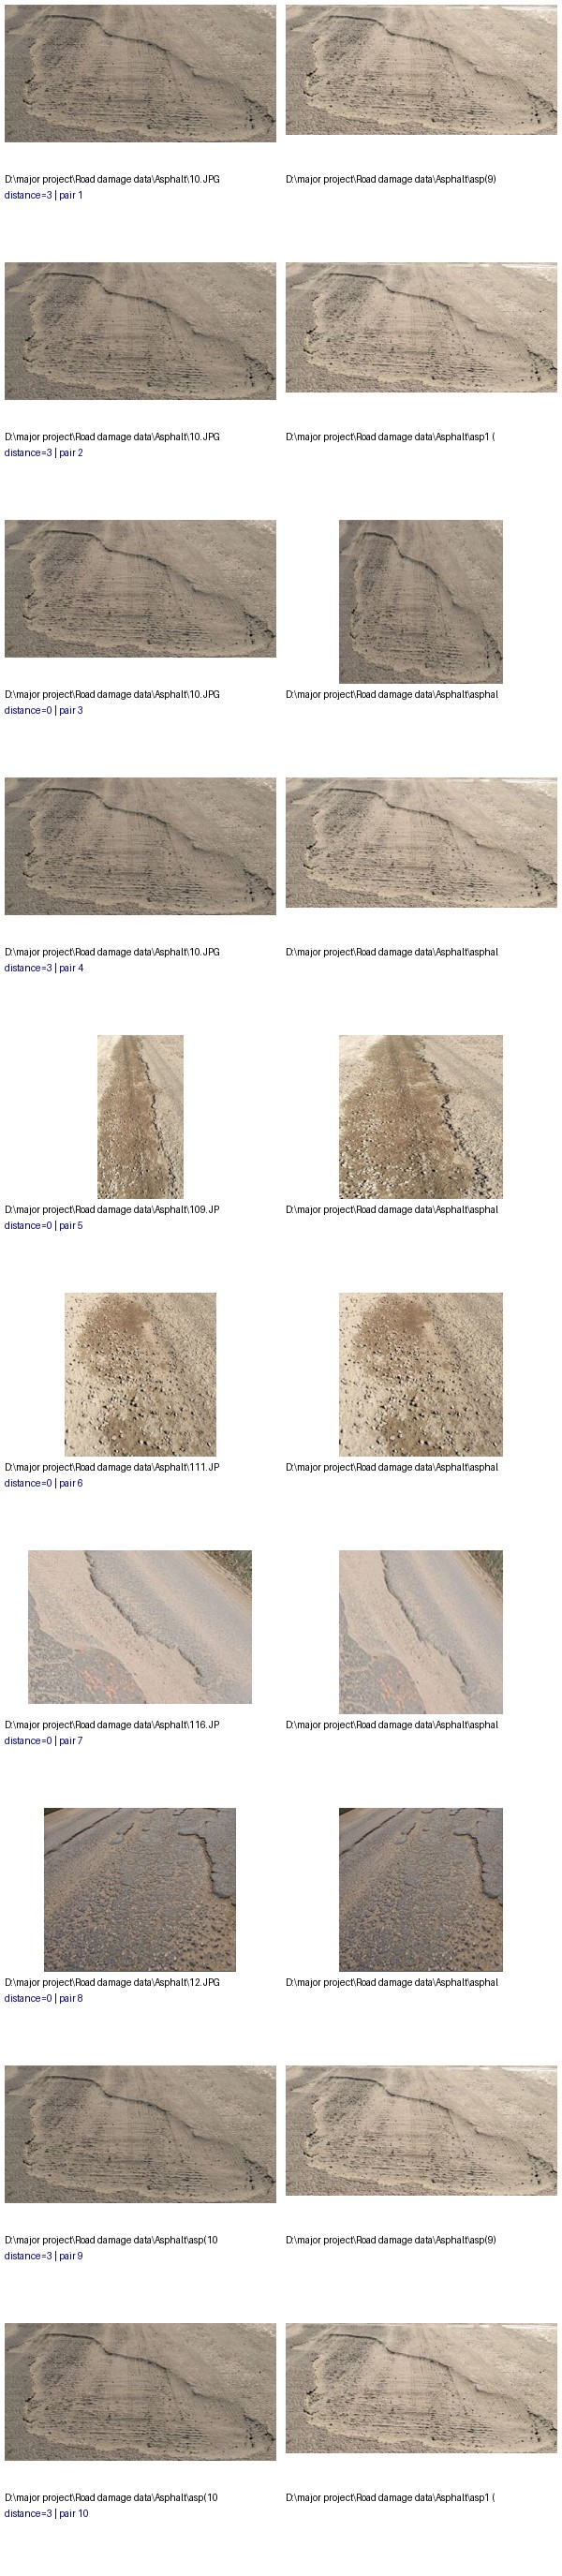 D:\major project\Road damage data\Asphalt\10.JPG
D:\major project\Road damage data\Asphalt\asp(9)
distance=3 | pair 1
D:\major project\Road damage data\Asphalt\10.JPG
D:\major project\Road damage data\Asphalt\asp1 (
distance=3 | pair 2
D:\major project\Road damage data\Asphalt\10.JPG
D:\major project\Road damage data\Asphalt\asphal
distance=0 | pair 3
D:\major project\Road damage data\Asphalt\10.JPG
D:\major project\Road damage data\Asphalt\asphal
distance=3 | pair 4
D:\major project\Road damage data\Asphalt\109.JP
D:\major project\Road damage data\Asphalt\asphal
distance=0 | pair 5
D:\major project\Road damage data\Asphalt\111.JP
D:\major project\Road damage data\Asphalt\asphal
distance=0 | pair 6
D:\major project\Road damage data\Asphalt\116.JP
D:\major project\Road damage data\Asphalt\asphal
distance=0 | pair 7
D:\major project\Road damage data\Asphalt\12.JPG
D:\major project\Road damage data\Asphalt\asphal
distance=0 | pair 8
D:\major project\Road damage data\Asphalt\asp(10
D:\major project\Road damage data\Asphalt\asp(9)
distance=3 | pair 9
D:\major project\Road damage data\Asphalt\asp(10
D:\major project\Road damage data\Asphalt\asp1 (
distance=3 | pair 10